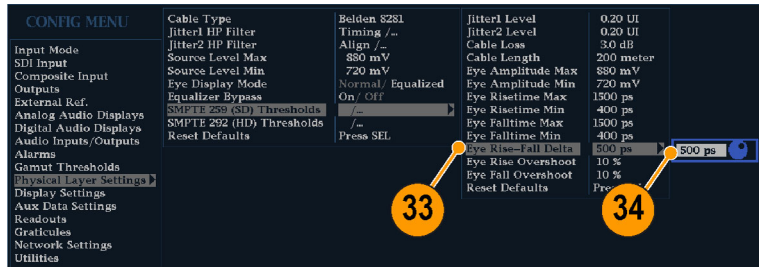 CONFIG MENU
Input Mode
SDI Input
Composite Input
Outputs
External Ref.
Analog Audio Displays
Digital Audio Displays
Audio Inputs/Outputs
Alarms
Gamut Thresholds
Physical Layer Settings
Display Settings
Aux Data Settings
Readouts
Graticules
Network Settings
Utilities
Cable Type Belden 8281
Jitter1 HP Filter Timing /...
Jitter2 HP Filter Align /...
Source Level Max 880 mV
Source Level Min 720 mV
Eye Display Mode Normal/ Equalized
Equalizer Bypass On/ Off
SMPTE 259 (SD) Thresholds /...
SMPTE 292 (HD) Thresholds /...
Reset Defaults Press SEL
Jitter1 Level 0.20 UI
Jitter2 Level 0.20 UI
Cable Loss 3.0 dB
Cable Length 200 meter
Eye Amplitude Max 880 mV
Eye Amplitude Min 720 mV
Eye Risetime Max 1500 ps
Eye Risetime Min 400 ps
Eye Falltime Max 1500 ps
Eye Falltime Min 400 ps
Eye Rise-Fall Delta 500 ps
Eye Rise Overshoot 10 %
Eye Fall Overshoot 10 %
Reset Defaults
500 ps
33
34